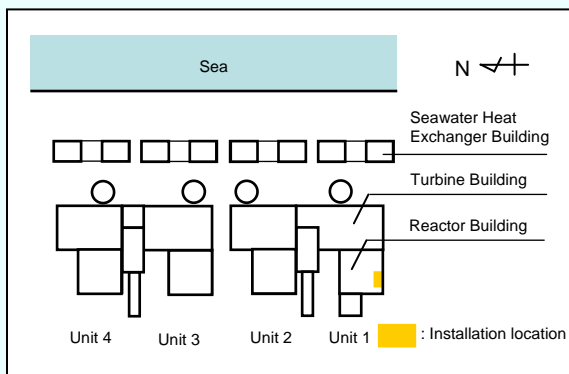 Sea
N
Seawater Heat
Exchanger Building
Turbine Building
Reactor Building
Unit 4
Unit 3
Unit 2
Unit 1
: Installation location